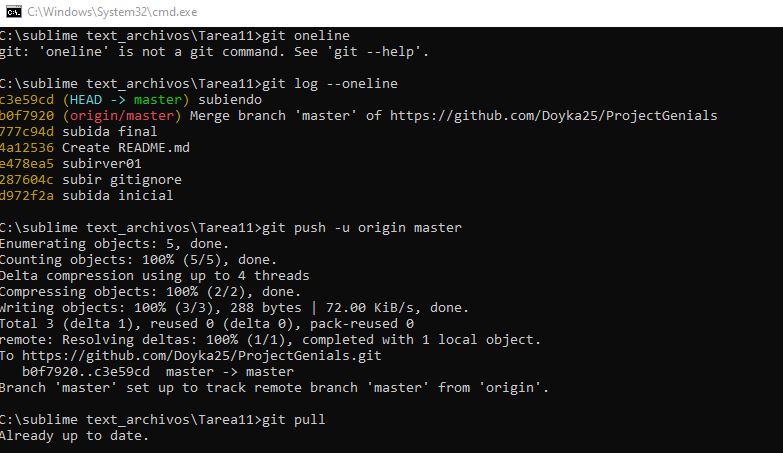 C:\Windows\System32\cmd.exe
C:\sublime text_archivos\Tarea11>git oneline
git: 'oneline' is not a git command. See 'git --help'.
C:\sublime text_archivos\Tarea11>git log --oneline
c3e59cd (HEAD -> master) subiendo
b0f7920 (origin/master) Merge branch 'master' of https://github.com/Doyka25/ProjectGenials
777c94d subida final
4a12536 Create README.md
e478ea5 subirver01
287604c subir gitignore
d972f2a subida inicial
C:\sublime text_archivos\Tarea11>git push -u origin master
Enumerating objects: 5, done.
Counting objects: 100% (5/5), done.
Delta compression using up to 4 threads
Compressing objects: 100% (2/2), done.
Writing objects: 100% (3/3), 288 bytes | 72.00 KiB/s, done.
Total 3 (delta 1), reused 0 (delta 0), pack-reused 0
remote: Resolving deltas: 100% (1/1), completed with 1 local object.
To https://github.com/Doyka25/ProjectGenials.git
b0f7920..c3e59cd  master -> master
Branch 'master' set up to track remote branch 'master' from 'origin'.
C:\sublime text_archivos\Tarea11>git pull
Already up to date.